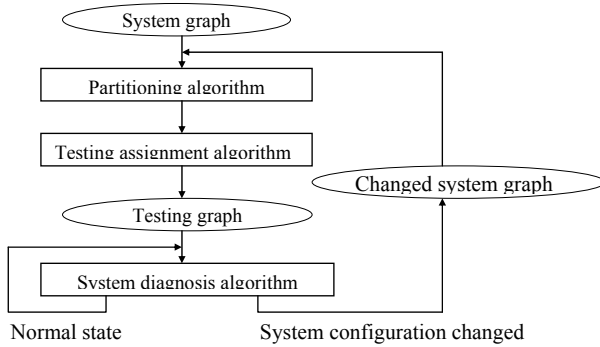 System graph
Partitioning algorithm
Testing assignment algorithm
Changed system graph
Testing graph
System diagnosis algorithm
Normal state
System configuration changed